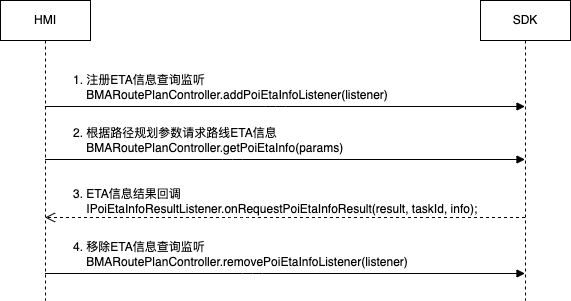 HMI
SDK
1. 注册ETA信息查询监听
BMARoutePlanController.addPoiEtaInfoListener(listener)
2. 根据路径规划参数请求路线ETA信息
BMARoutePlanController.getPoiEtaInfo(params)
3. ETA信息结果回调
IPoiEtaInfoResultListener.onRequestPoiEtaInfoResult(result, taskId, info);
4. 移除ETA信息查询监听
BMARoutePlanController.removePoiEtaInfoListener(listener)